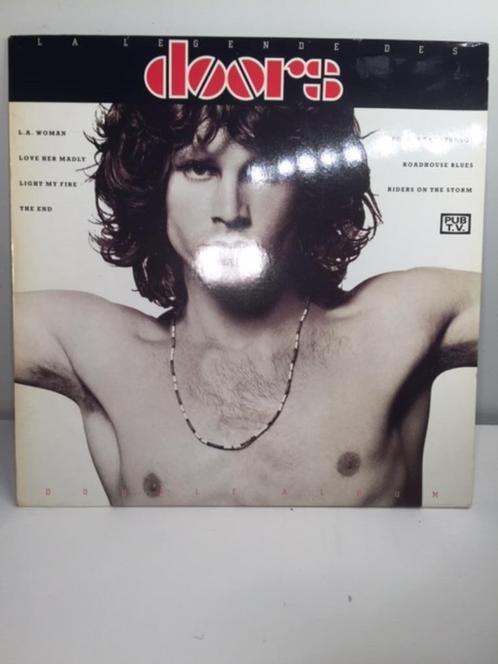 LA LÉGENDE DES
doors
L.A. WOMAN
LOVE HER MADLY
LIGHT MY FIRE
THE END
ROADHOUSE BLUES
RIDERS ON THE STORM
PUB
T.V.
DOUBLE ALBUM